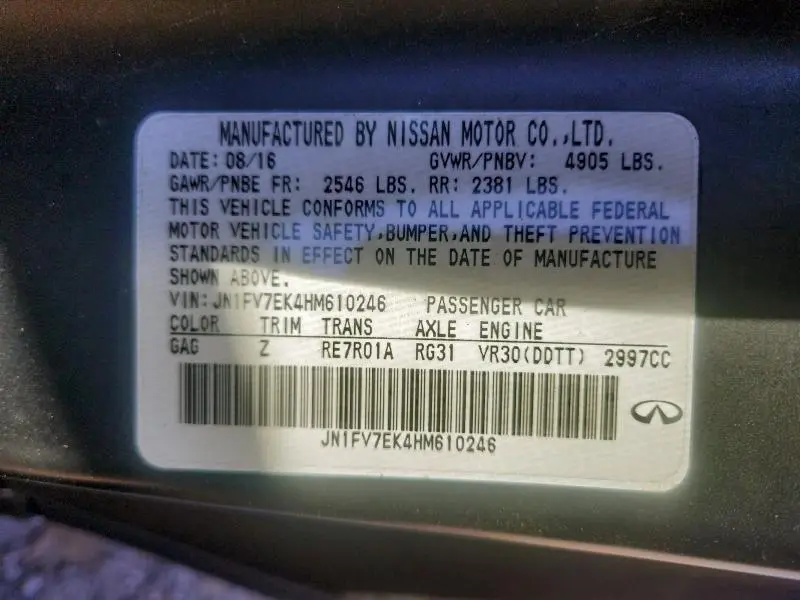 MANUFACTURED BY NISSAN MOTOR CO.,LTD.
DATE: 08/16 GVWR/PNBV: 4905 LBS.
GAWR/PNBE FR: 2546 LBS. RR: 2381 LBS.
THIS VEHICLE CONFORMS TO ALL APPLICABLE FEDERAL
MOTOR VEHICLE SAFETY,BUMPER,AND THEFT PREVENTION
STANDARDS IN EFFECT ON THE DATE OF MANUFACTURE
SHOWN ABOVE.
VIN:JN1FV7EK4HM610246 PASSENGER CAR
COLOR TRIM TRANS AXLE ENGINE
GAG Z RE7R01A RG31 VR30(DDTT) 2997CC
JN1FV7EK4HM610246